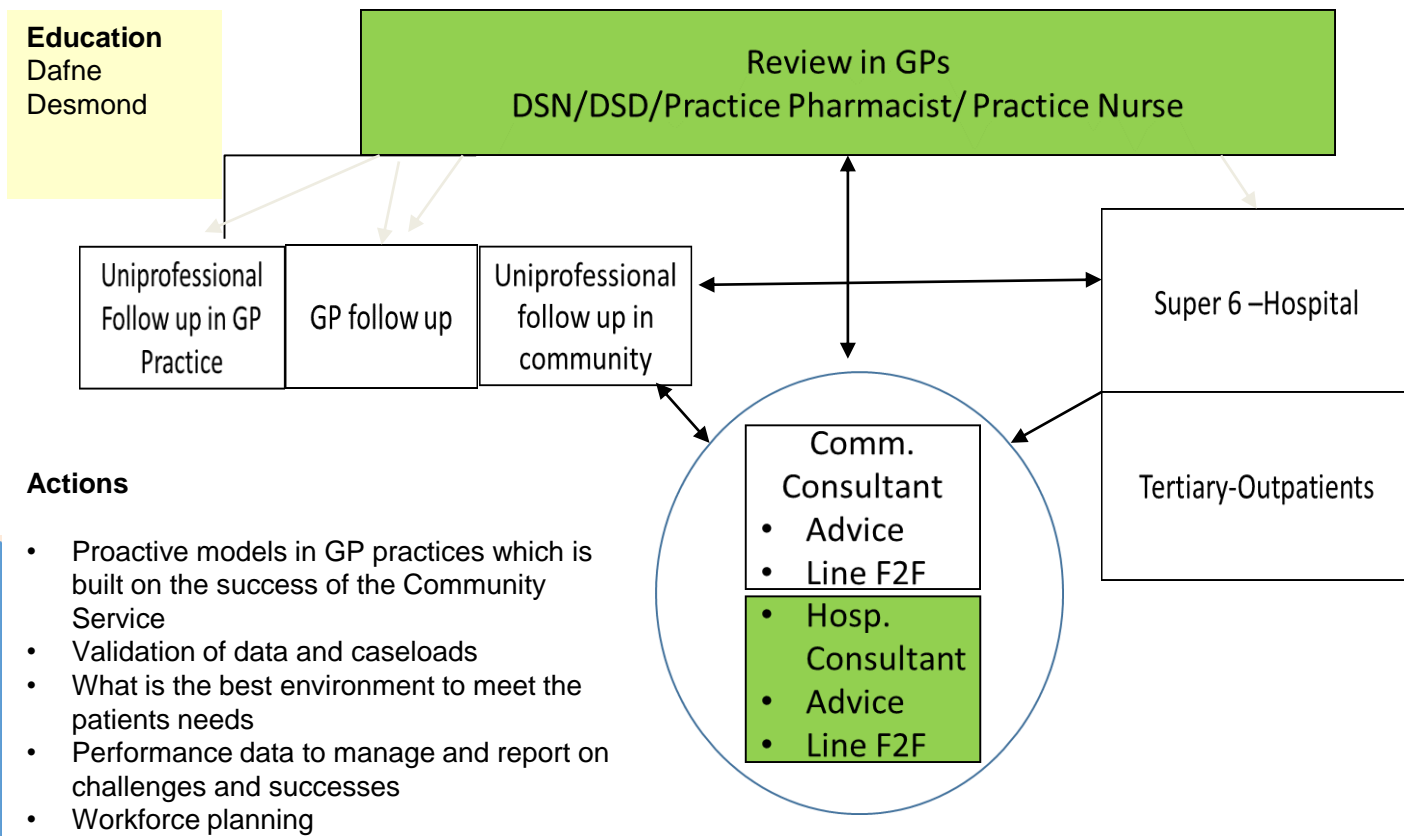 Education
Dafne
Desmond
Review in GPs
DSN/DSD/Practice Pharmacist/ Practice Nurse
Uniprofessional
Follow up in GP
Practice
GP follow up
Uniprofessional
follow up in
community
Super 6 –Hospital
Tertiary-Outpatients
Comm.
Consultant
• Advice
• Line F2F
• Hosp.
Consultant
• Advice
• Line F2F
Actions
• Proactive models in GP practices which is
built on the success of the Community
Service
• Validation of data and caseloads
• What is the best environment to meet the
patients needs
• Performance data to manage and report on
challenges and successes
• Workforce planning